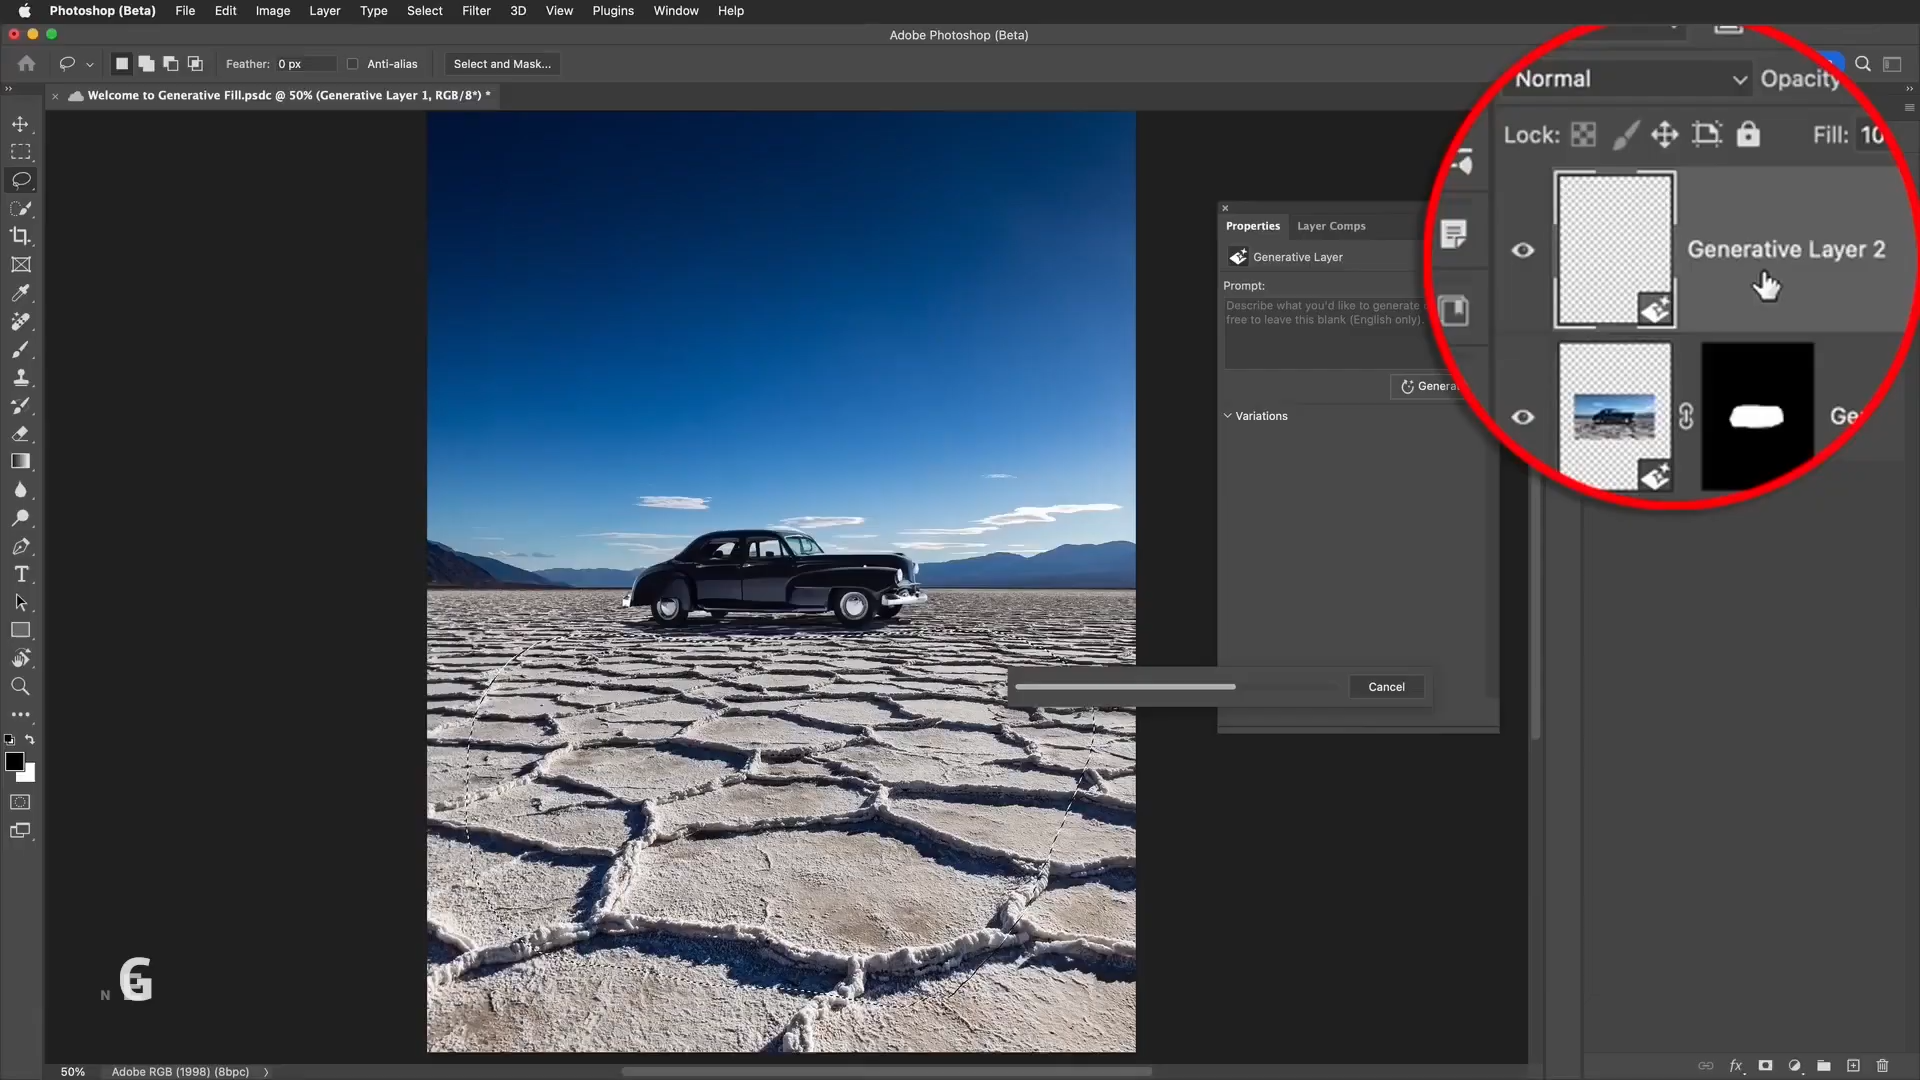 Photoshop (Beta) File Edit Image Layer Type Select Filter 3D View Plugins Window Help
Adobe Photoshop (Beta)
Feather: 0 px Anti-alias Select and Mask...
Welcome to Generative Fill.psdc @ 50% (Generative Layer 1, RGB/8*) *
Normal Opacity
Lock: Fill: 10
Generative Layer 2
Ge
Properties Layer Comps
Generative Layer
Prompt:
Describe what you'd like to generate
free to leave this blank (English only).
Genera
Variations
Cancel
N
50% Adobe RGB (1998) (8bpc)